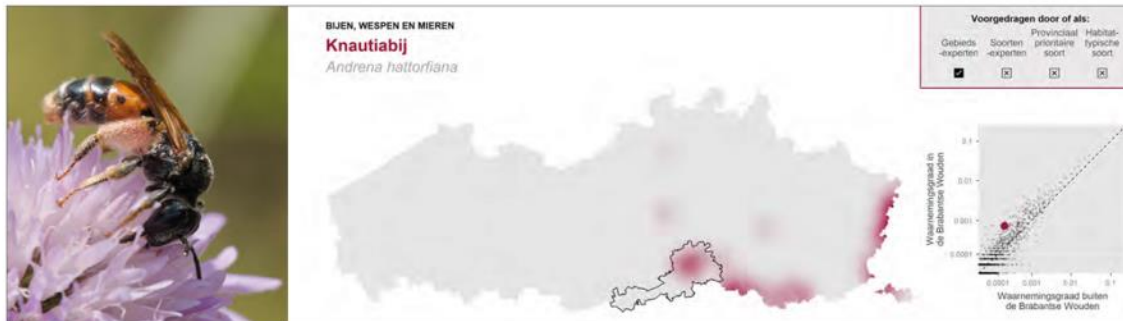 BIJEN, WESPEN EN MIEREN
Knautiabij
Andrena hattorfiana
Voorgedragen door of als:
Gebieds
-experten
Soorten
-experten
Provinciaal
prioritaire
soort
Habitat-
typische
soort
Waarnemingsgraad in
de Brabantse Wouden
0.1
0.01
0.001
0.0001
0.0001
0.001
0.01
0.1
Waarnemingsgraad buiten
de Brabantse Wouden